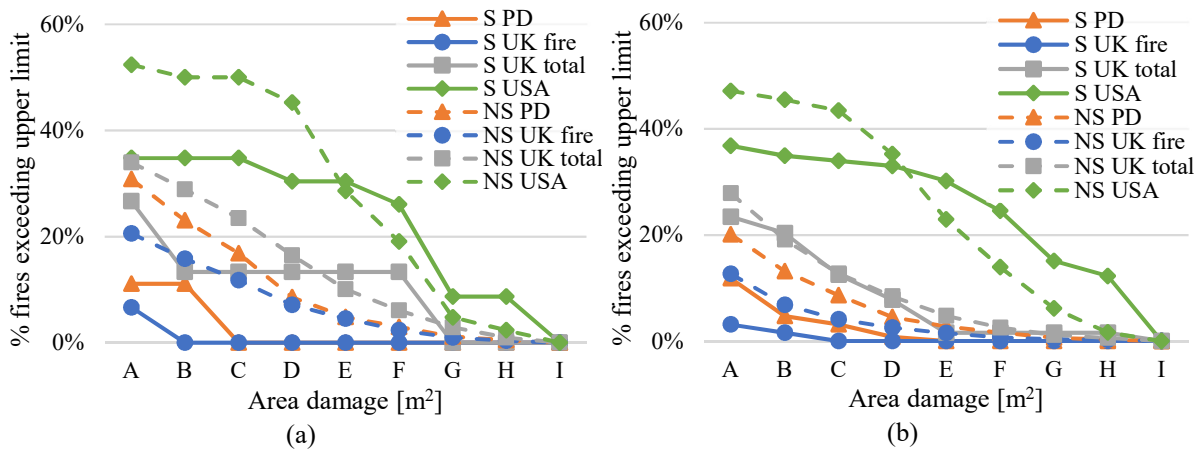 60%
40%
20%
0%
% fires exceeding upper limit
S PD
S UK fire
S UK total
S USA
NS PD
NS UK fire
NS UK total
NS USA
A B C D E F G H I
Area damage [m²]
(a)
60%
40%
20%
0%
% fires exceeding upper limit
S PD
S UK fire
S UK total
S USA
NS PD
NS UK fire
NS UK total
NS USA
A B C D E F G H I
Area damage [m²]
(b)